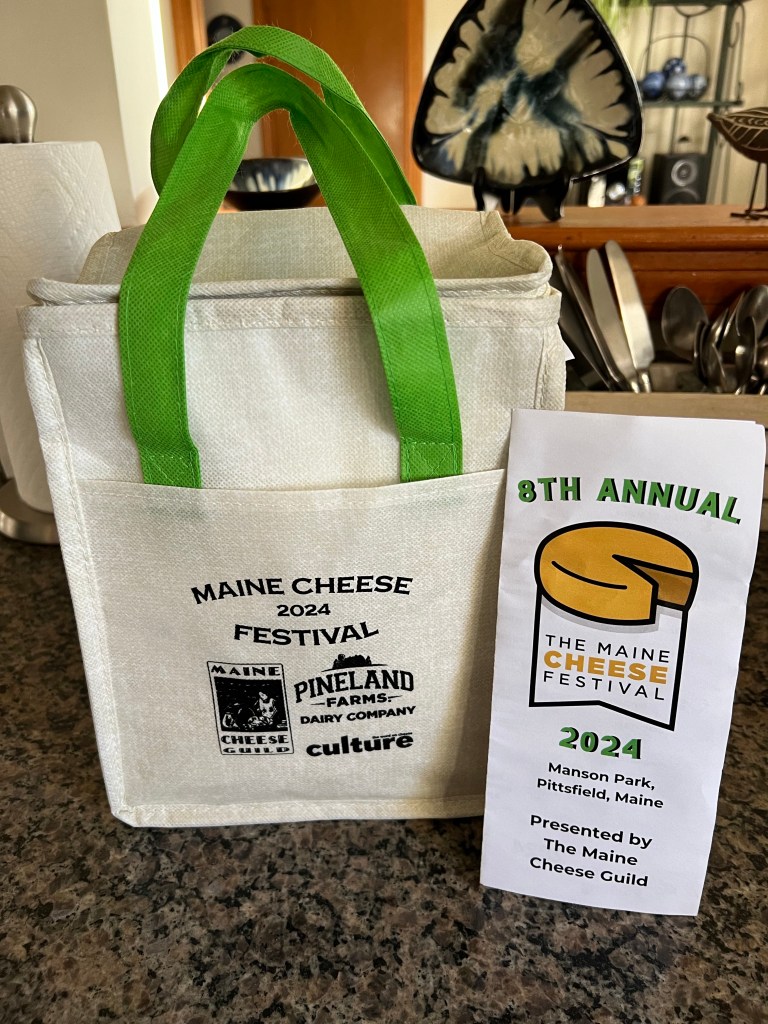 MAINE CHEESE
2024
FESTIVAL
MAINE
CHEESE
GUILD
PINELAND
FARMS
DAIRY COMPANY
culture
8TH ANNUAL
THE MAINE
CHEESE
FESTIVAL
2024
Manson Park,
Pittsfield, Maine
Presented by
The Maine
Cheese Guild